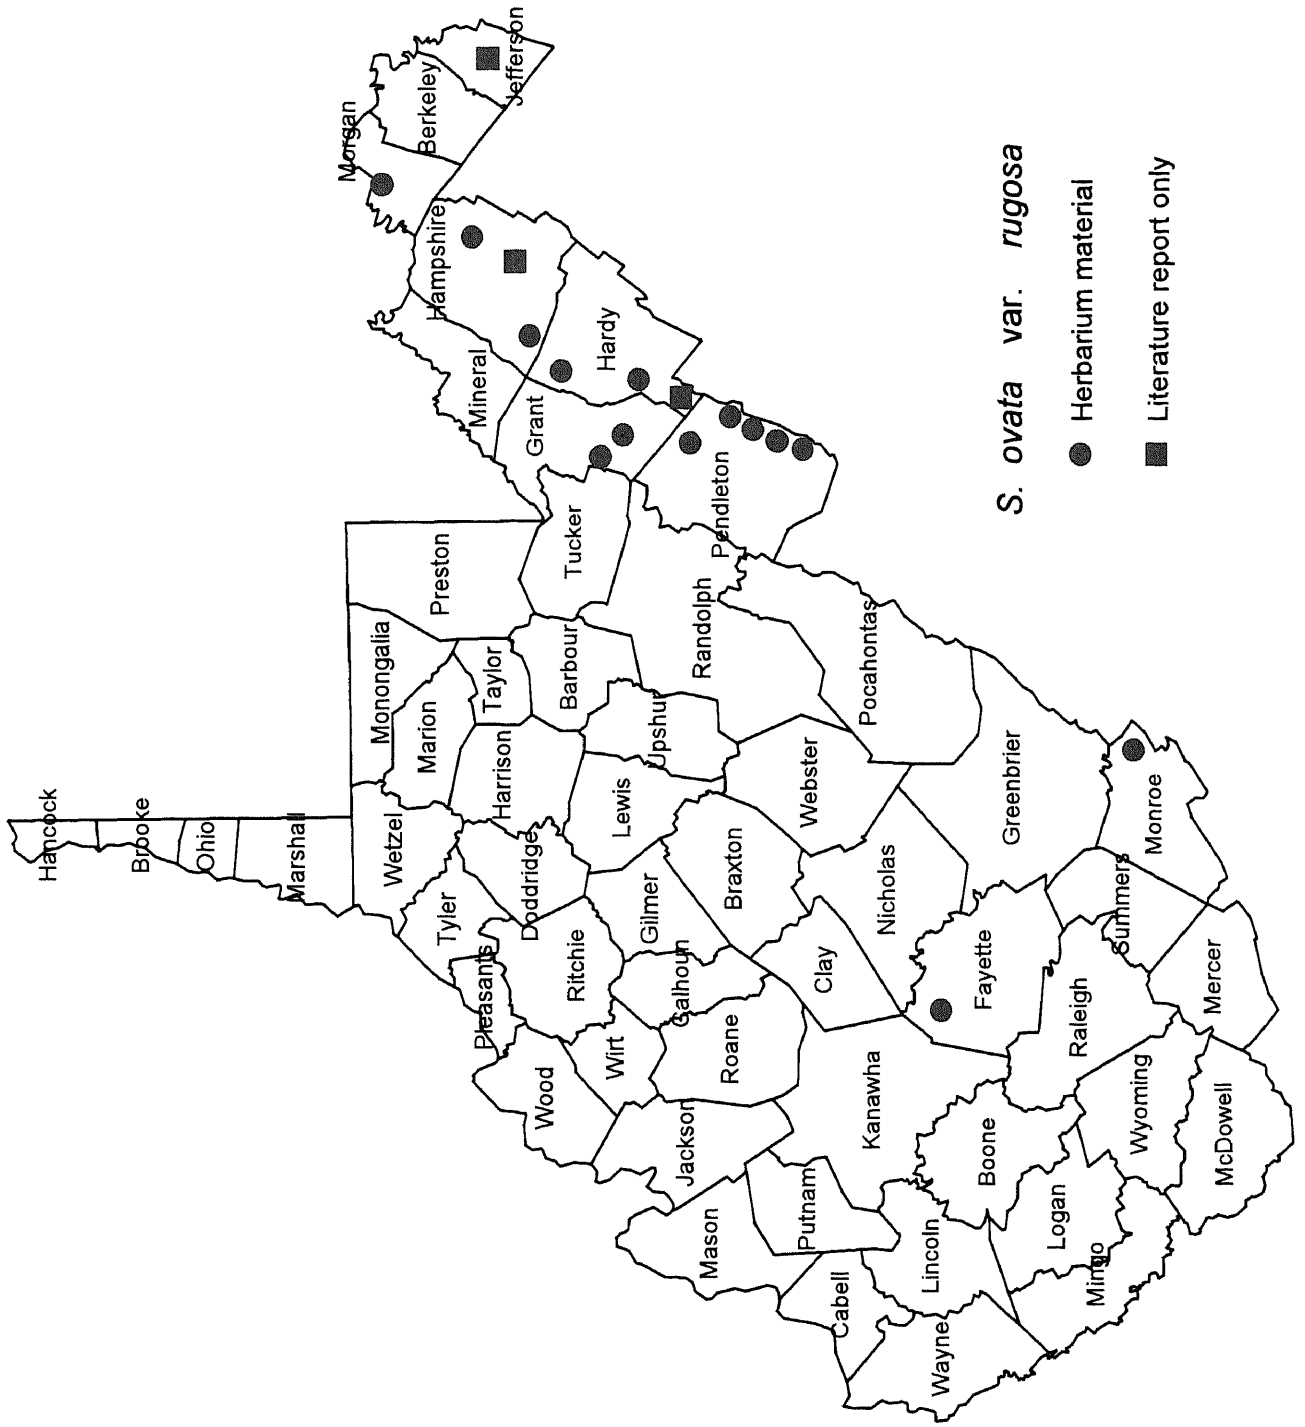 Hancock
Brooke
Ohio
Marshall
Wetzel
Monongalia
Marion
Preston
Taylor
Tyler
Pleasants
Doddridge
Harrison
Barbour
Tucker
Mineral
Grant
Hampshire
Hardy
Morgan
Berkeley
Jefferson
Pendleton
Randolph
Upshur
Lewis
Gilmer
Ritchie
Wood
Wirt
Calhoun
Roane
Jackson
Mason
Putnam
Cabell
Wayne
Lincoln
Kanawha
Clay
Braxton
Webster
Nicholas
Pocahontas
Greenbrier
Fayette
Boone
Logan
Mingo
Raleigh
Wyoming
McDowell
Mercer
Summers
Monroe
S. ovata var. rugosa
Herbarium material
Literature report only